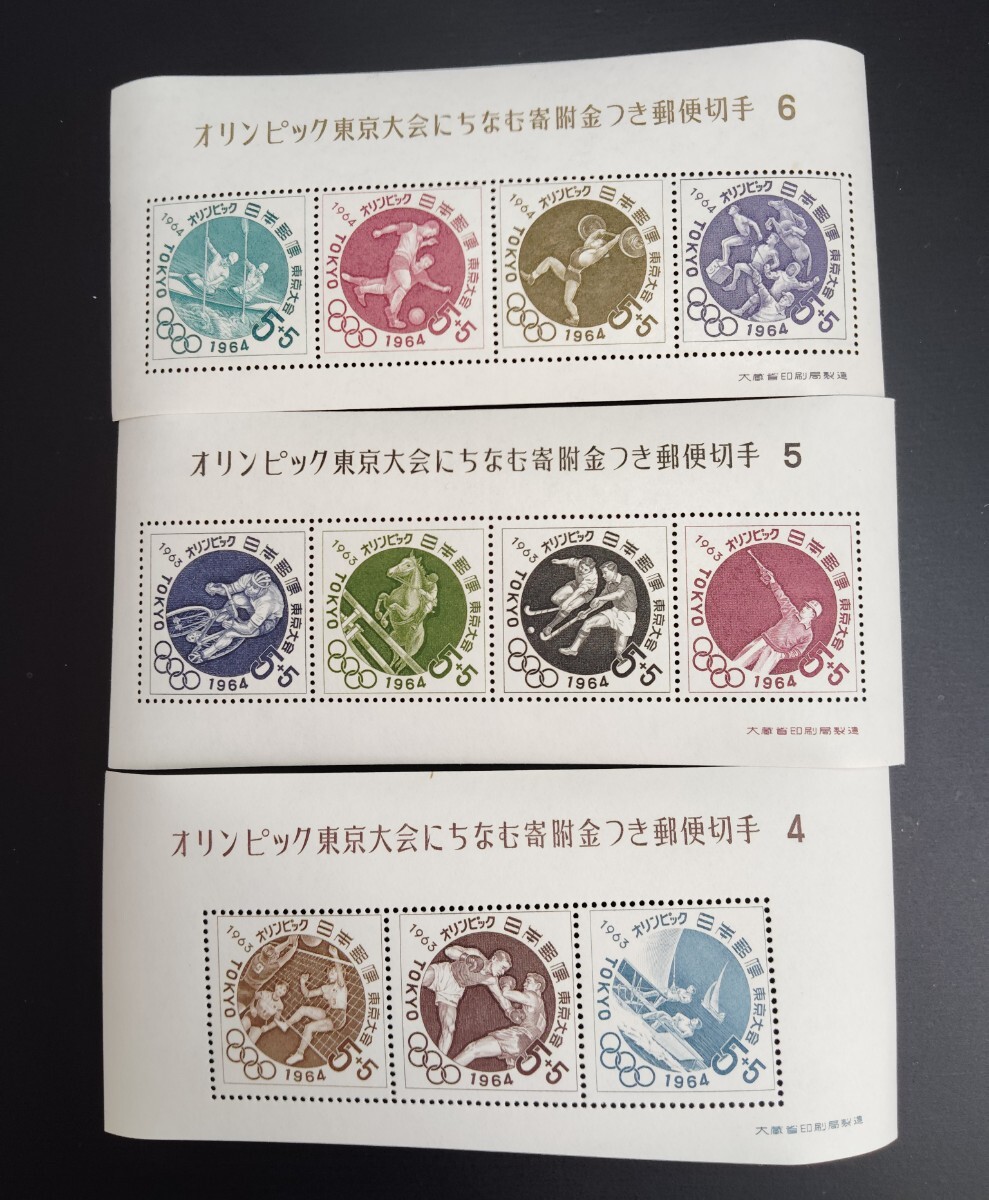 オリンピック東京大会にちなむ寄附金つき郵便切手 6
1964 オリンピック 日本郵便 東京大会 TOKYO 1964 5+5
1964 オリンピック 日本郵便 東京大会 TOKYO 1964 5+5
1964 オリンピック 日本郵便 東京大会 TOKYO 1964 5+5
1964 オリンピック 日本郵便 東京大会 TOKYO 1964 5+5
大蔵省印刷局製造
オリンピック東京大会にちなむ寄附金つき郵便切手 5
1963 オリンピック 日本郵便 東京大会 TOKYO 1964 5+5
1963 オリンピック 日本郵便 東京大会 TOKYO 1964 5+5
1963 オリンピック 日本郵便 東京大会 TOKYO 1964 5+5
1963 オリンピック 日本郵便 東京大会 TOKYO 1964 5+5
大蔵省印刷局製造
オリンピック東京大会にちなむ寄附金つき郵便切手 4
1963 オリンピック 日本郵便 東京大会 TOKYO 1964 5+5
1963 オリンピック 日本郵便 東京大会 TOKYO 1964 5+5
1963 オリンピック 日本郵便 東京大会 TOKYO 1964 5+5
大蔵省印刷局製造